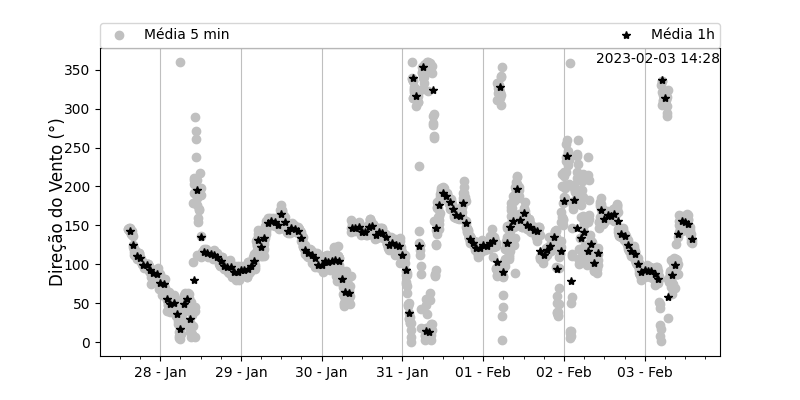 Média 5 min
Média 1h
2023-02-03 14:28
Direção do Vento (°)
350
300
250
200
150
100
50
0
28 - Jan
29 - Jan
30 - Jan
31 - Jan
01 - Feb
02 - Feb
03 - Feb